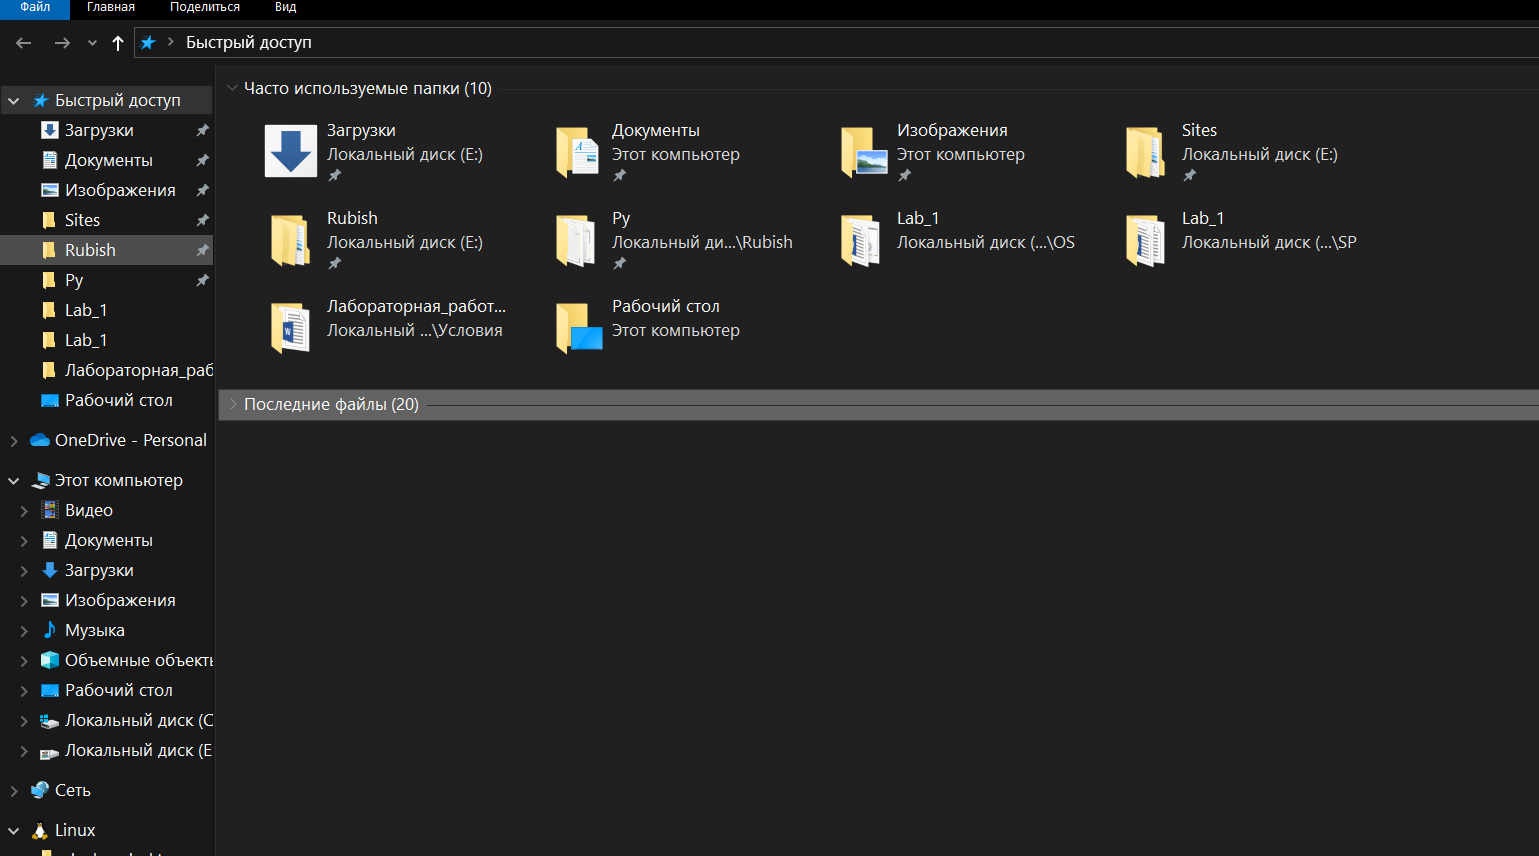 Файл Главная Поделиться Вид
Быстрый доступ
Быстрый доступ
Загрузки
Документы
Изображения
Sites
Rubish
Py
Lab_1
Lab_1
Лабораторная_раб
Рабочий стол
OneDrive - Personal
Этот компьютер
Видео
Документы
Загрузки
Изображения
Музыка
Объемные объекть
Рабочий стол
Локальный диск (C
Локальный диск (E
Сеть
Linux
Часто используемые папки (10)
Загрузки
Локальный диск (E:)
Документы
Этот компьютер
Изображения
Этот компьютер
Sites
Локальный диск (E:)
Rubish
Локальный диск (E:)
Py
Локальный ди...\Rubish
Lab_1
Локальный диск (...\OS
Lab_1
Локальный диск (...\SP
Лабораторная_работ...
Локальный ...\Условия
Рабочий стол
Этот компьютер
Последние файлы (20)